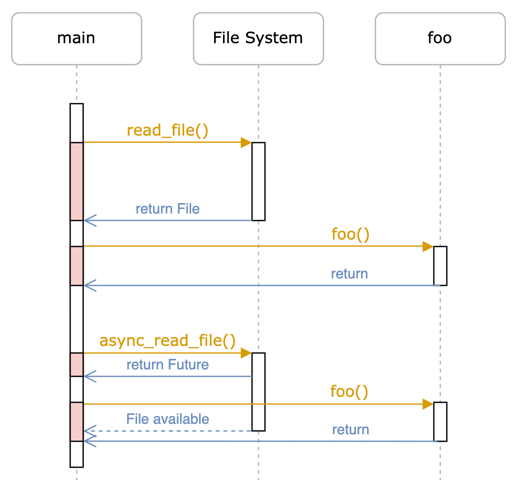 main
File System
foo
read_file()
return File
foo()
return
async_read_file()
return Future
foo()
File available
return